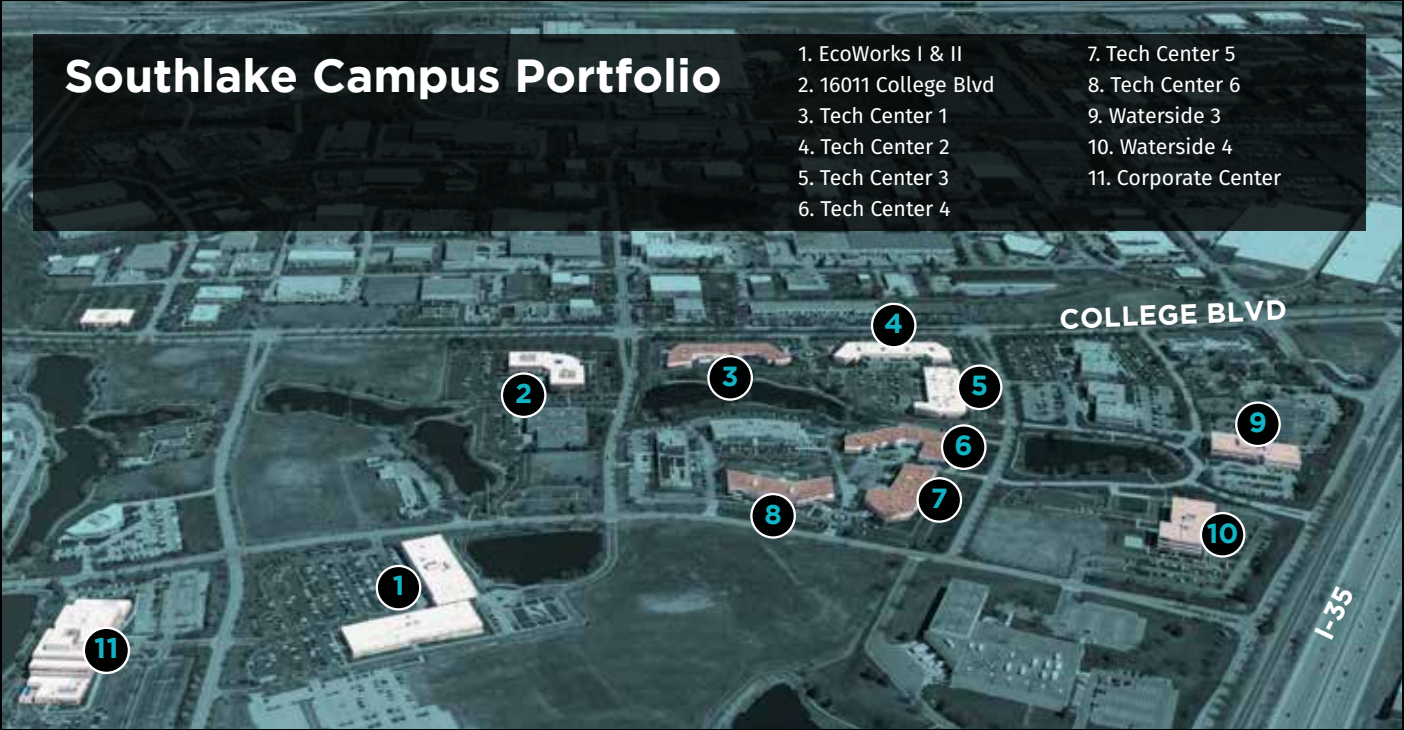 Southlake Campus Portfolio
1. EcoWorks I & II
2. 16011 College Blvd
3. Tech Center 1
4. Tech Center 2
5. Tech Center 3
6. Tech Center 4
7. Tech Center 5
8. Tech Center 6
9. Waterside 3
10. Waterside 4
11. Corporate Center
COLLEGE BLVD
4
3
2
5
9
6
7
8
10
1
I-35
11